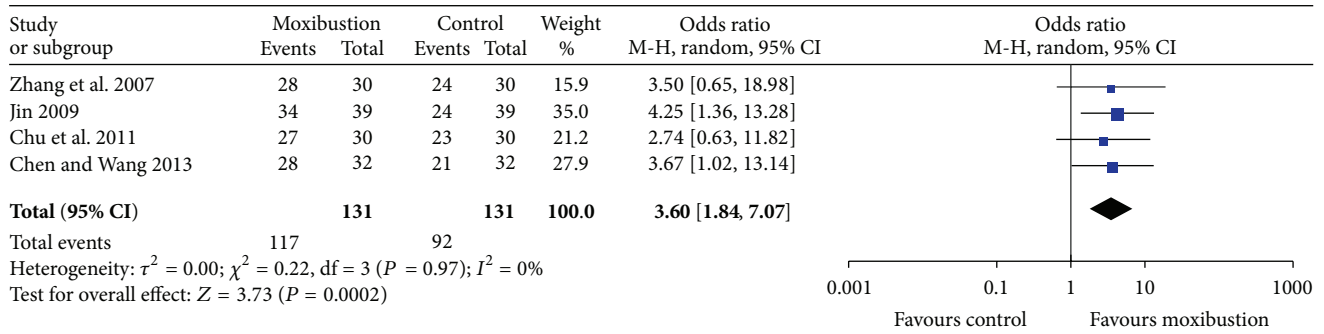 Study Moxibustion Control Weight Odds ratio Odds ratio
or subgroup Events Total Events Total % M-H, random, 95% CI M-H, random, 95% CI
Zhang et al. 2007 28 30 24 30 15.9 3.50 [0.65, 18.98]
Jin 2009 34 39 24 39 35.0 4.25 [1.36, 13.28]
Chu et al. 2011 27 30 23 30 21.2 2.74 [0.63, 11.82]
Chen and Wang 2013 28 32 21 32 27.9 3.67 [1.02, 13.14]
Total (95% CI) 131 131 100.0 3.60 [1.84, 7.07]
Total events 117 92
Heterogeneity: τ² = 0.00; χ² = 0.22, df = 3 (P = 0.97); I² = 0%
Test for overall effect: Z = 3.73 (P = 0.0002)
0.001 0.1 1 10 1000
Favours control Favours moxibustion